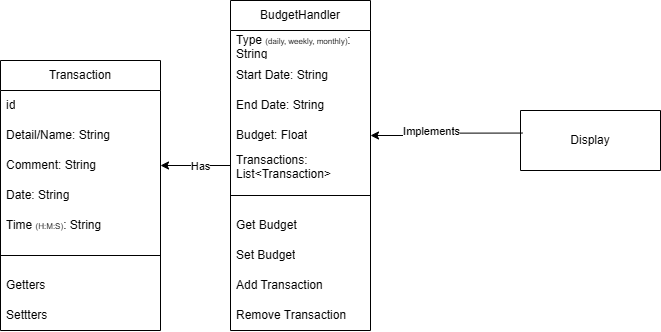 Transaction
id
Detail/Name: String
Comment: String
Date: String
Time (H:M:S): String
Getters
Settters
Has
BudgetHandler
Type (daily, weekly, monthly):
String
Start Date: String
End Date: String
Budget: Float
Transactions:
List<Transaction>
Get Budget
Set Budget
Add Transaction
Remove Transaction
Implements
Display